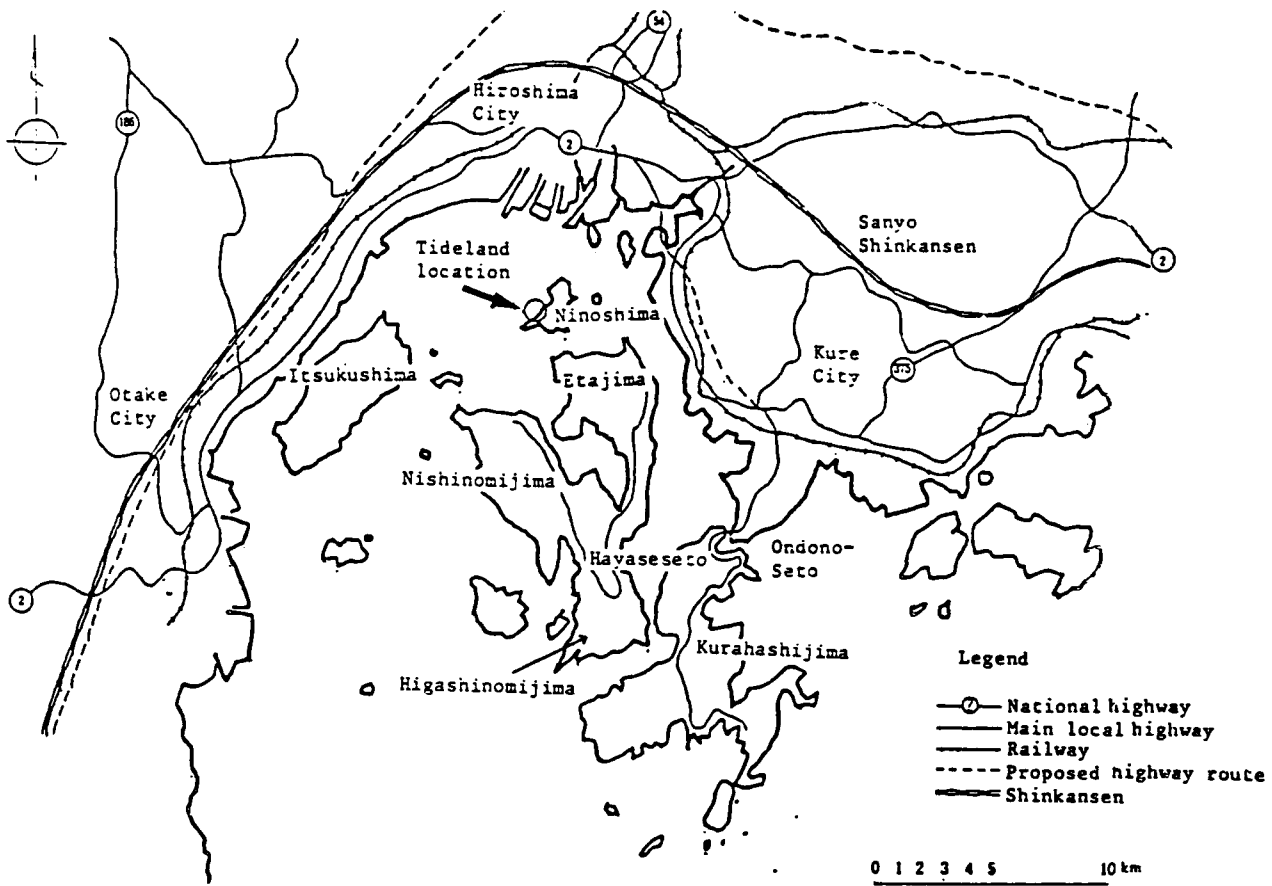 54
186
Hiroshima
City
2
Sanyo
Shinkansen
Tideland
location
2
Ninoshima
Itsukushima
Etajima
Kure
City
375
Otake
City
Nishinomijima
Hayaseseto
Ondono-
Seto
2
Kurahashijima
Higashinomijima
Legend
2 National highway
Main local highway
Railway
Proposed highway route
Shinkansen
0 1 2 3 4 5 10 km